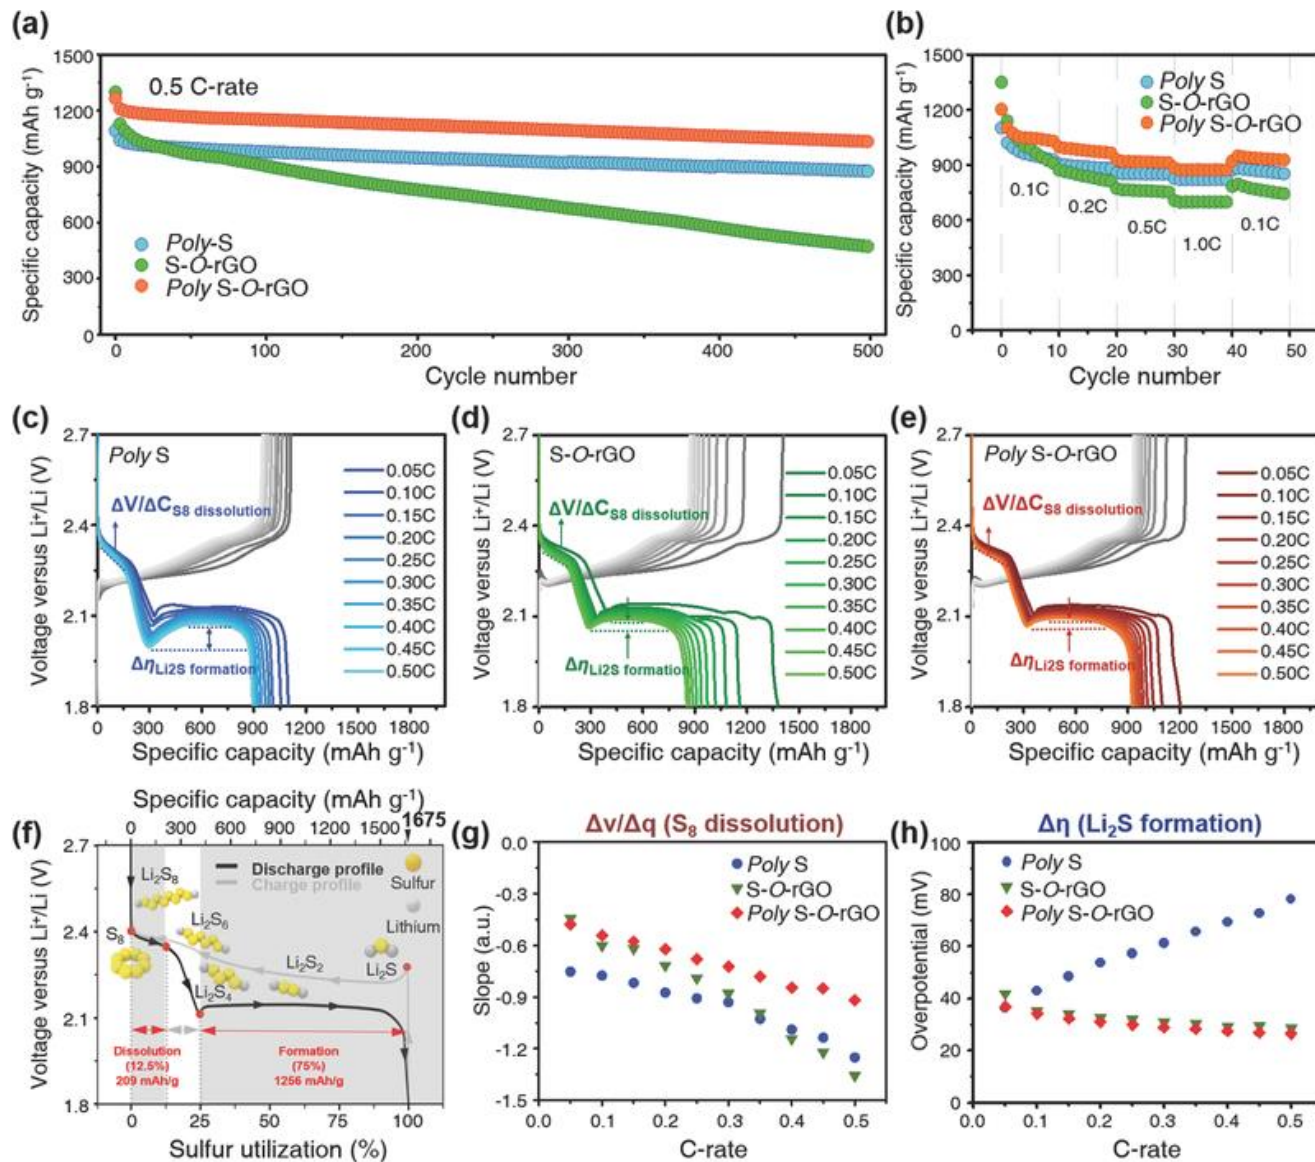 (a)
Specific capacity (mAh g⁻¹)
1500
1200
900
600
300
0
0.5 C-rate
Poly-S
S-O-rGO
Poly S-O-rGO
0 100 200 300 400 500
Cycle number
(b)
Specific capacity (mAh g⁻¹)
1500
1200
900
600
300
0
Poly S
S-O-rGO
Poly S-O-rGO
0.1C
0.2C
0.5C
1.0C
0.1C
0 10 20 30 40 50
Cycle number
(c)
Voltage versus Li⁺/Li (V)
2.7
2.4
2.1
1.8
Poly S
ΔV/ΔC S8 dissolution
Δη Li2S formation
0.05C
0.10C
0.15C
0.20C
0.25C
0.30C
0.35C
0.40C
0.45C
0.50C
0 300 600 900 1200 1500 1800
Specific capacity (mAh g⁻¹)
(d)
Voltage versus Li⁺/Li (V)
2.7
2.4
2.1
1.8
S-O-rGO
ΔV/ΔC S8 dissolution
Δη Li2S formation
0.05C
0.10C
0.15C
0.20C
0.25C
0.30C
0.35C
0.40C
0.45C
0.50C
0 300 600 900 1200 1500 1800
Specific capacity (mAh g⁻¹)
(e)
Voltage versus Li⁺/Li (V)
2.7
2.4
2.1
1.8
Poly S-O-rGO
ΔV/ΔC S8 dissolution
Δη Li2S formation
0.05C
0.10C
0.15C
0.20C
0.25C
0.30C
0.35C
0.40C
0.45C
0.50C
0 300 600 900 1200 1500 1800
Specific capacity (mAh g⁻¹)
(f)
Specific capacity (mAh g⁻¹)
1675
0 300 600 900 1200 1500
Voltage versus Li⁺/Li (V)
2.7
2.4
2.1
1.8
Discharge profile
Charge profile
Sulfur
Lithium
Li₂S₈
S₈
Li₂S₆
Li₂S₄
Li₂S₂
Li₂S
Dissolution
(12.5%)
209 mAh/g
Formation
(75%)
1256 mAh/g
0 25 50 75 100
Sulfur utilization (%)
(g)
Δv/Δq (S₈ dissolution)
Slope (a.u.)
0.0
-0.3
-0.6
-0.9
-1.2
-1.5
Poly S
S-O-rGO
Poly S-O-rGO
0.0 0.1 0.2 0.3 0.4 0.5
C-rate
(h)
Δη (Li₂S formation)
Overpotential (mV)
100
80
60
40
20
0
Poly S
S-O-rGO
Poly S-O-rGO
0.0 0.1 0.2 0.3 0.4 0.5
C-rate